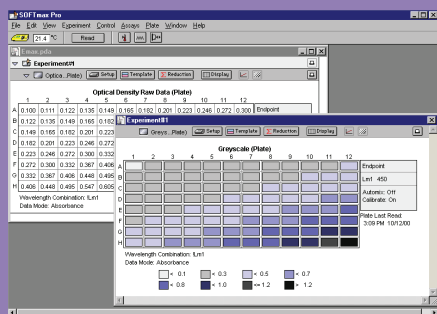 SOFTmax Pro
File Edit View Experiment Control Assays Plate Window Help
21.4 °C Read
Emax.pda
Experiment#1
Optica...Plate) Setup Template Reduction Display
Optical Density Raw Data (Plate)
1 2 3 4 5 6 7 8 9 10 11 12
A 0.100 0.111 0.122 0.135 0.149 0.165 0.182 0.201 0.223 0.246 0.272 0.300 Endpoint
B 0.122 0.135 0.149 0.165 0.182
C 0.149 0.165 0.182 0.201 0.223
D 0.182 0.201 0.223 0.246 0.272
E 0.223 0.246 0.272 0.300 0.332
F 0.272 0.300 0.332 0.367 0.406
G 0.332 0.367 0.406 0.448 0.495
H 0.406 0.448 0.495 0.547 0.605
Wavelength Combination: !Lm1
Data Mode: Absorbance
Experiment#1
Greys...Plate) Setup Template Reduction Display
Greyscale (Plate)
1 2 3 4 5 6 7 8 9 10 11 12
A
B
C
D
E
F
G
H
Endpoint
Lm1 450
Automix: Off
Calibrate: On
Plate Last Read:
3:09 PM 10/12/00
Wavelength Combination: !Lm1
Data Mode: Absorbance
< 0.1 < 0.3 < 0.5 < 0.7
< 0.8 < 1.0 <= 1.2 > 1.2